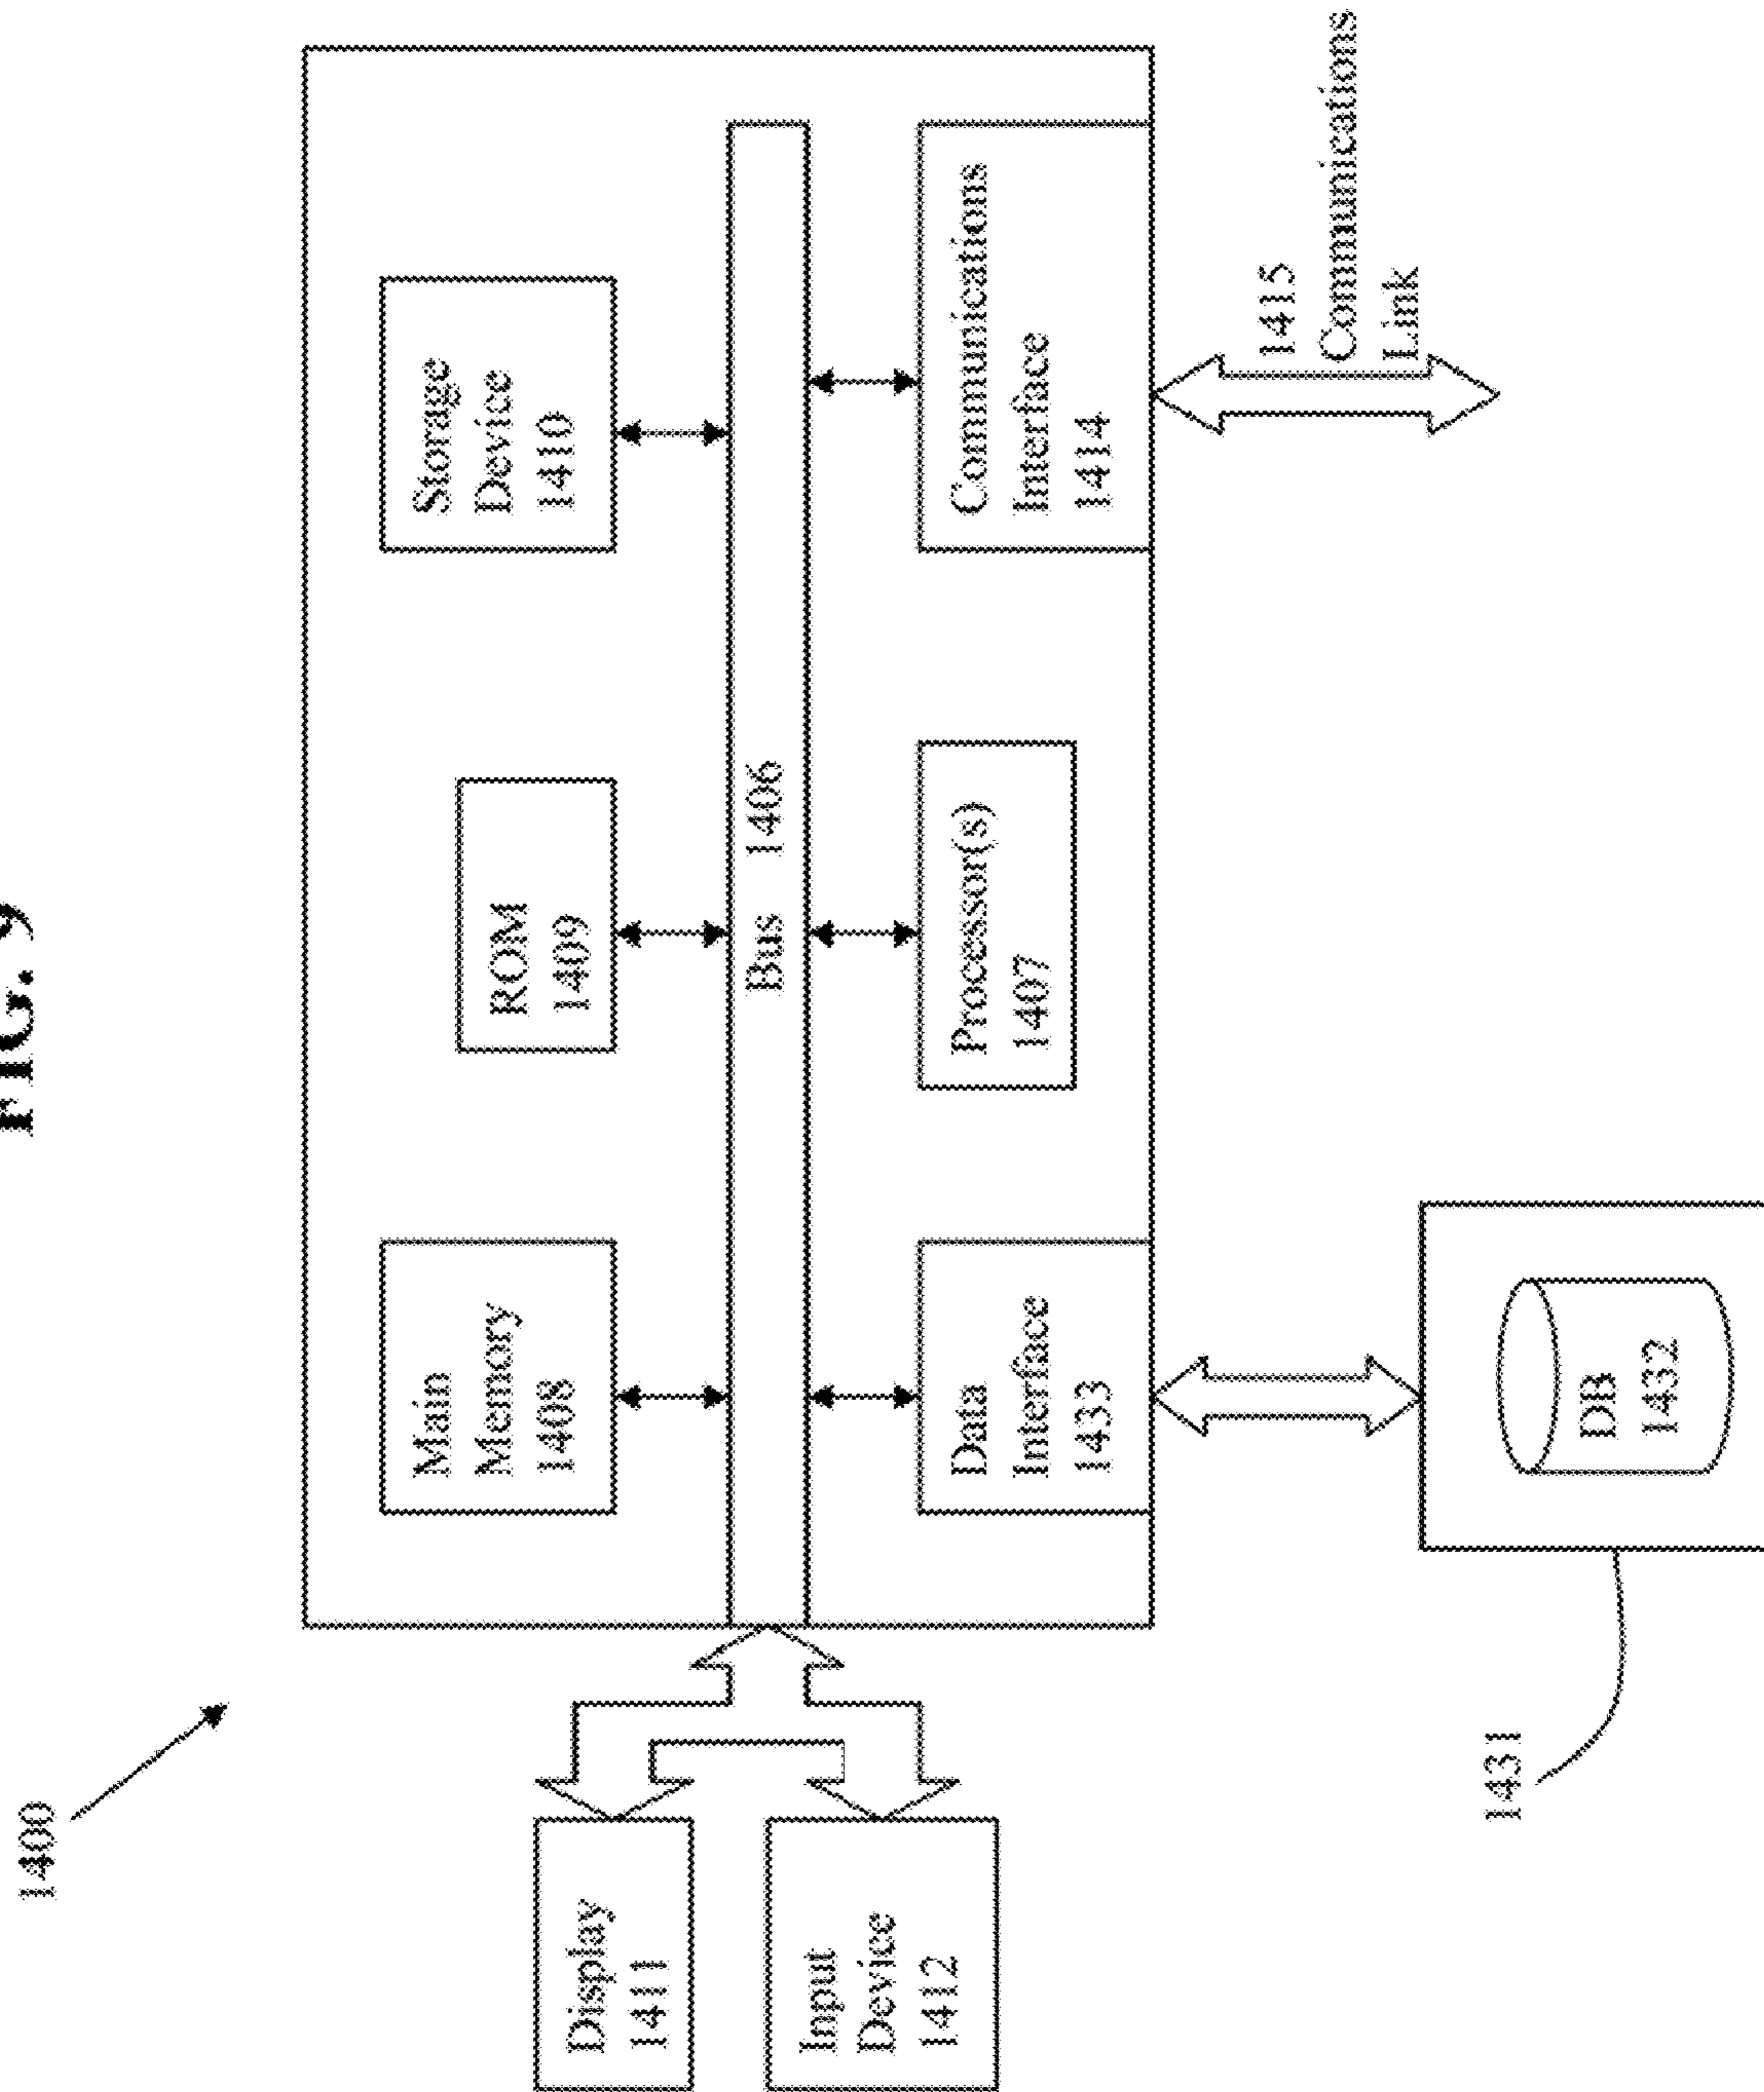 FIG. 9
1400
Main
Memory
1408
ROM
1409
Storage
Device
1410
Display
1411
Bus 1406
Input
Device
1412
Data
Interface
1433
Processor(s)
1407
Communications
Interface
1414
1415
Communications
Link
1431
DB
1432